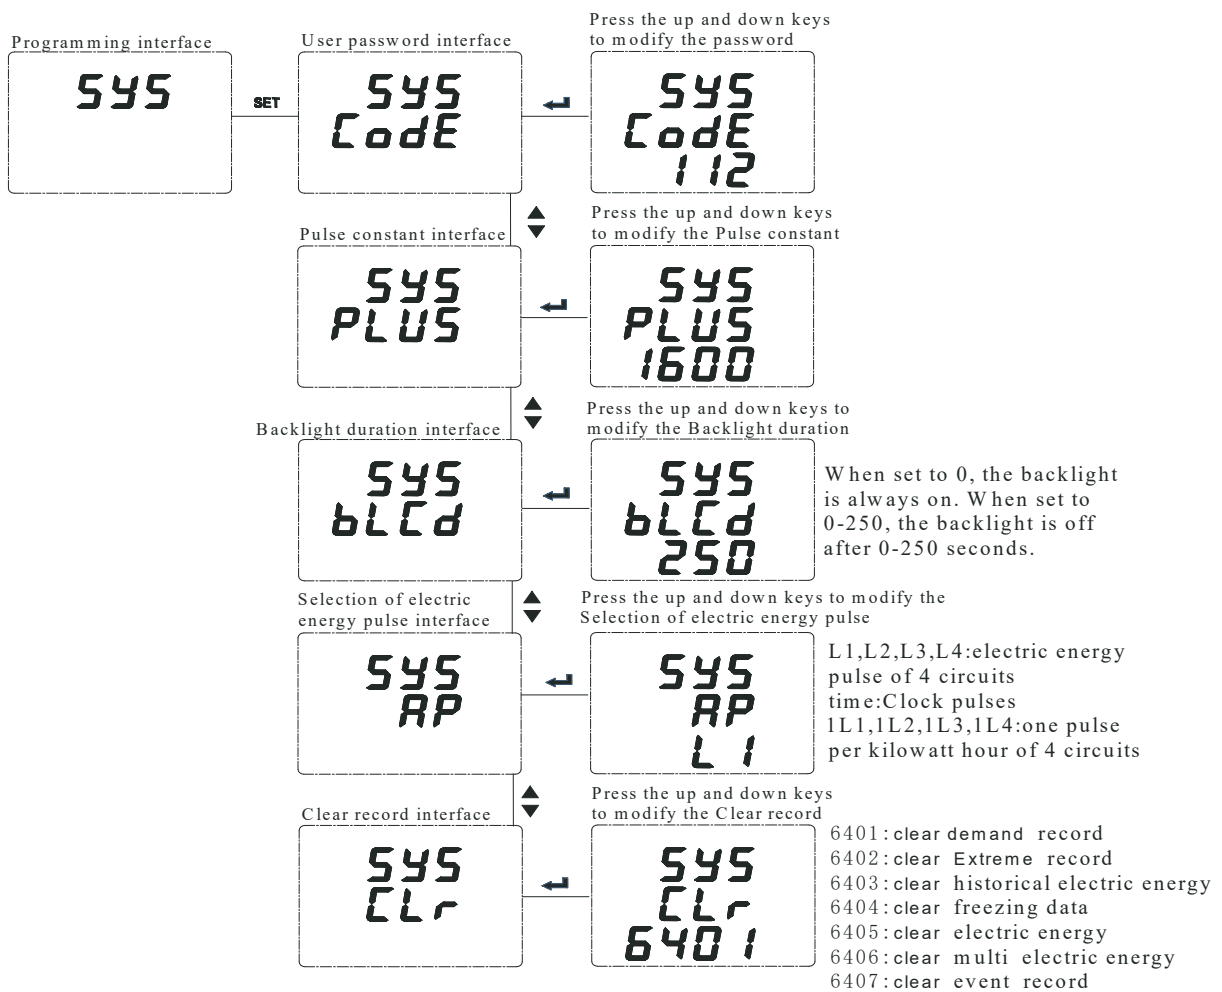 Programming interface
SYS
SET
User password interface
SYS
CodE
Press the up and down keys
to modify the password
SYS
CodE
112
Pulse constant interface
SYS
PLUS
Press the up and down keys
to modify the Pulse constant
SYS
PLUS
1600
Backlight duration interface
SYS
bLCd
Press the up and down keys to
modify the Backlight duration
SYS
bLCd
250
When set to 0, the backlight
is always on. When set to
0-250, the backlight is off
after 0-250 seconds.
Selection of electric
energy pulse interface
SYS
AP
Press the up and down keys to modify the
Selection of electric energy pulse
SYS
AP
L1
L1,L2,L3,L4:electric energy
pulse of 4 circuits
time:Clock pulses
1L1,1L2,1L3,1L4:one pulse
per kilowatt hour of 4 circuits
Clear record interface
SYS
CLr
Press the up and down keys
to modify the Clear record
SYS
CLr
6401
6401:clear demand record
6402:clear Extreme record
6403:clear historical electric energy
6404:clear freezing data
6405:clear electric energy
6406:clear multi electric energy
6407:clear event record